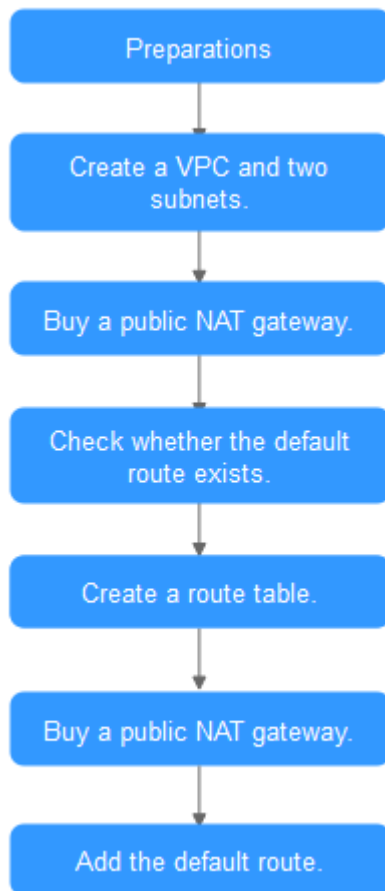 Preparations
Create a VPC and two
subnets.
Buy a public NAT gateway.
Check whether the default
route exists.
Create a route table.
Buy a public NAT gateway.
Add the default route.